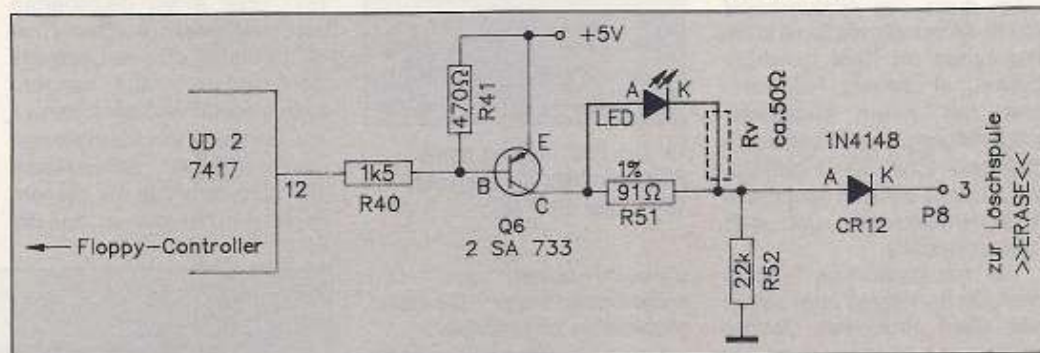 +5V
470Ω
R41
A
K
LED
Rv
ca.50Ω
UD 2
7417
12
1k5
R40
B
E
C
Q6
2 SA 733
1%
91Ω
R51
1N4148
A
K
CR12
3
P8
22k
R52
zur Löschspule
>>ERASE<<
Floppy-Controller